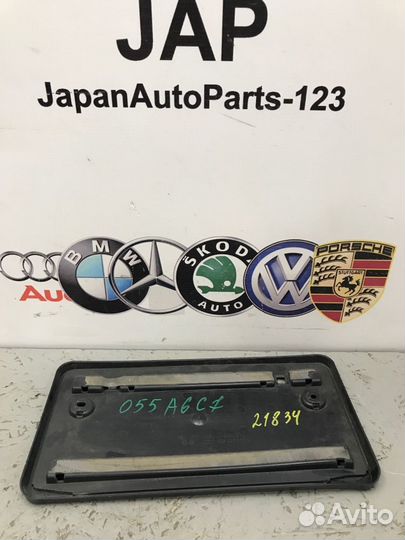 JAP
JapanAutoParts-123
BMW
ŠKODA
AUTO
PORSCHE
Au
055 A6C7
21834
Avito